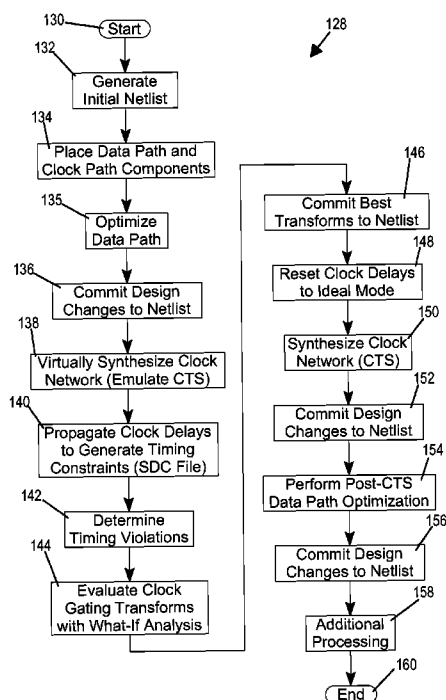 130
Start
128
132
Generate
Initial Netlist
134
Place Data Path and
Clock Path Components
135
Optimize
Data Path
136
Commit Design
Changes to Netlist
138
Virtually Synthesize Clock
Network (Emulate CTS)
140
Propagate Clock Delays
to Generate Timing
Constraints (SDC File)
142
Determine
Timing Violations
144
Evaluate Clock
Gating Transforms
with What-If Analysis
146
Commit Best
Transforms to Netlist
148
Reset Clock Delays
to Ideal Mode
150
Synthesize Clock
Network (CTS)
152
Commit Design
Changes to Netlist
154
Perform Post-CTS
Data Path Optimization
156
Commit Design
Changes to Netlist
158
Additional
Processing
End
160